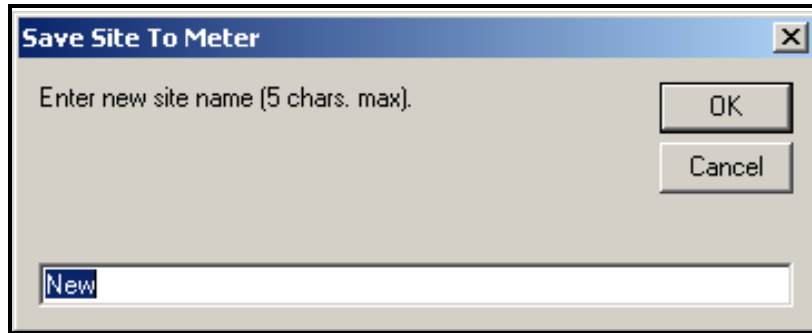 Save Site To Meter
Enter new site name (5 chars. max).
OK
Cancel
New